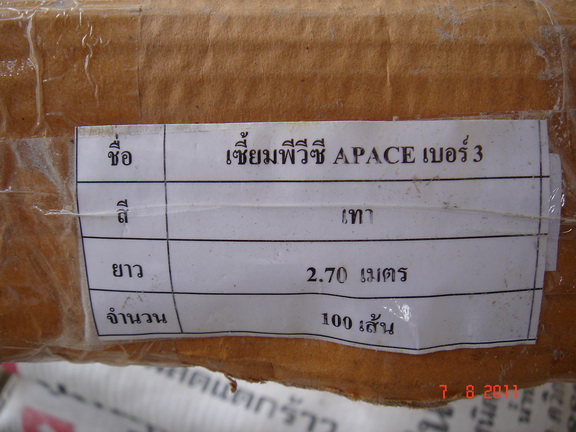 ชื่อ เซี้ยมพีวีซี APACE เบอร์ 3
สี เทา
ยาว 2.70 เมตร
จำนวน 100 เส้น
7 8 2011